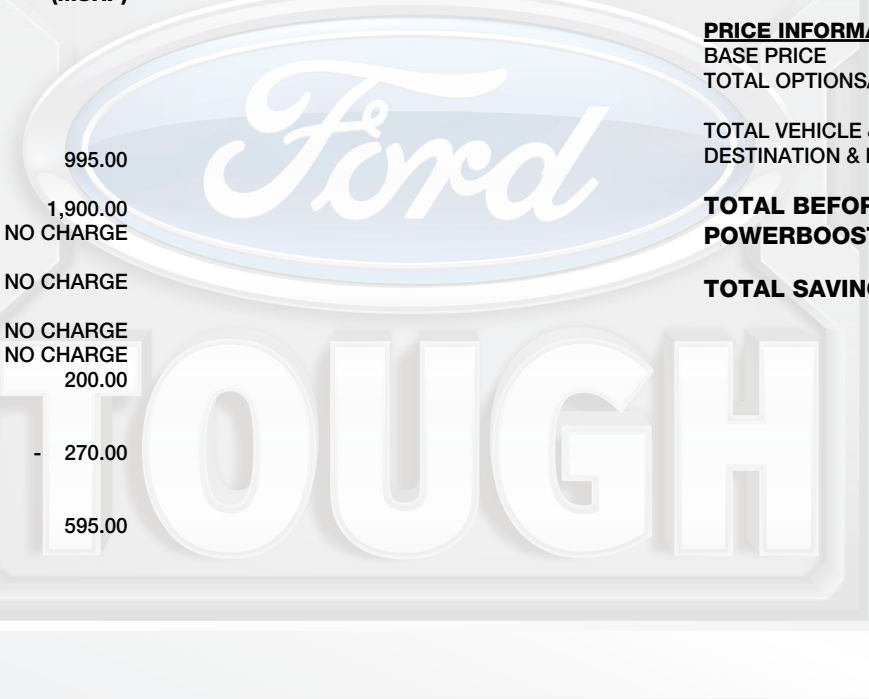 (MSRP)
995.00
1,900.00
NO CHARGE
NO CHARGE
NO CHARGE
NO CHARGE
200.00
- 270.00
595.00
PRICE INFORMA
BASE PRICE
TOTAL OPTIONS/
TOTAL VEHICLE &
DESTINATION &
TOTAL BEFOR
POWERBOOST
TOTAL SAVING
Ford
TOUGH